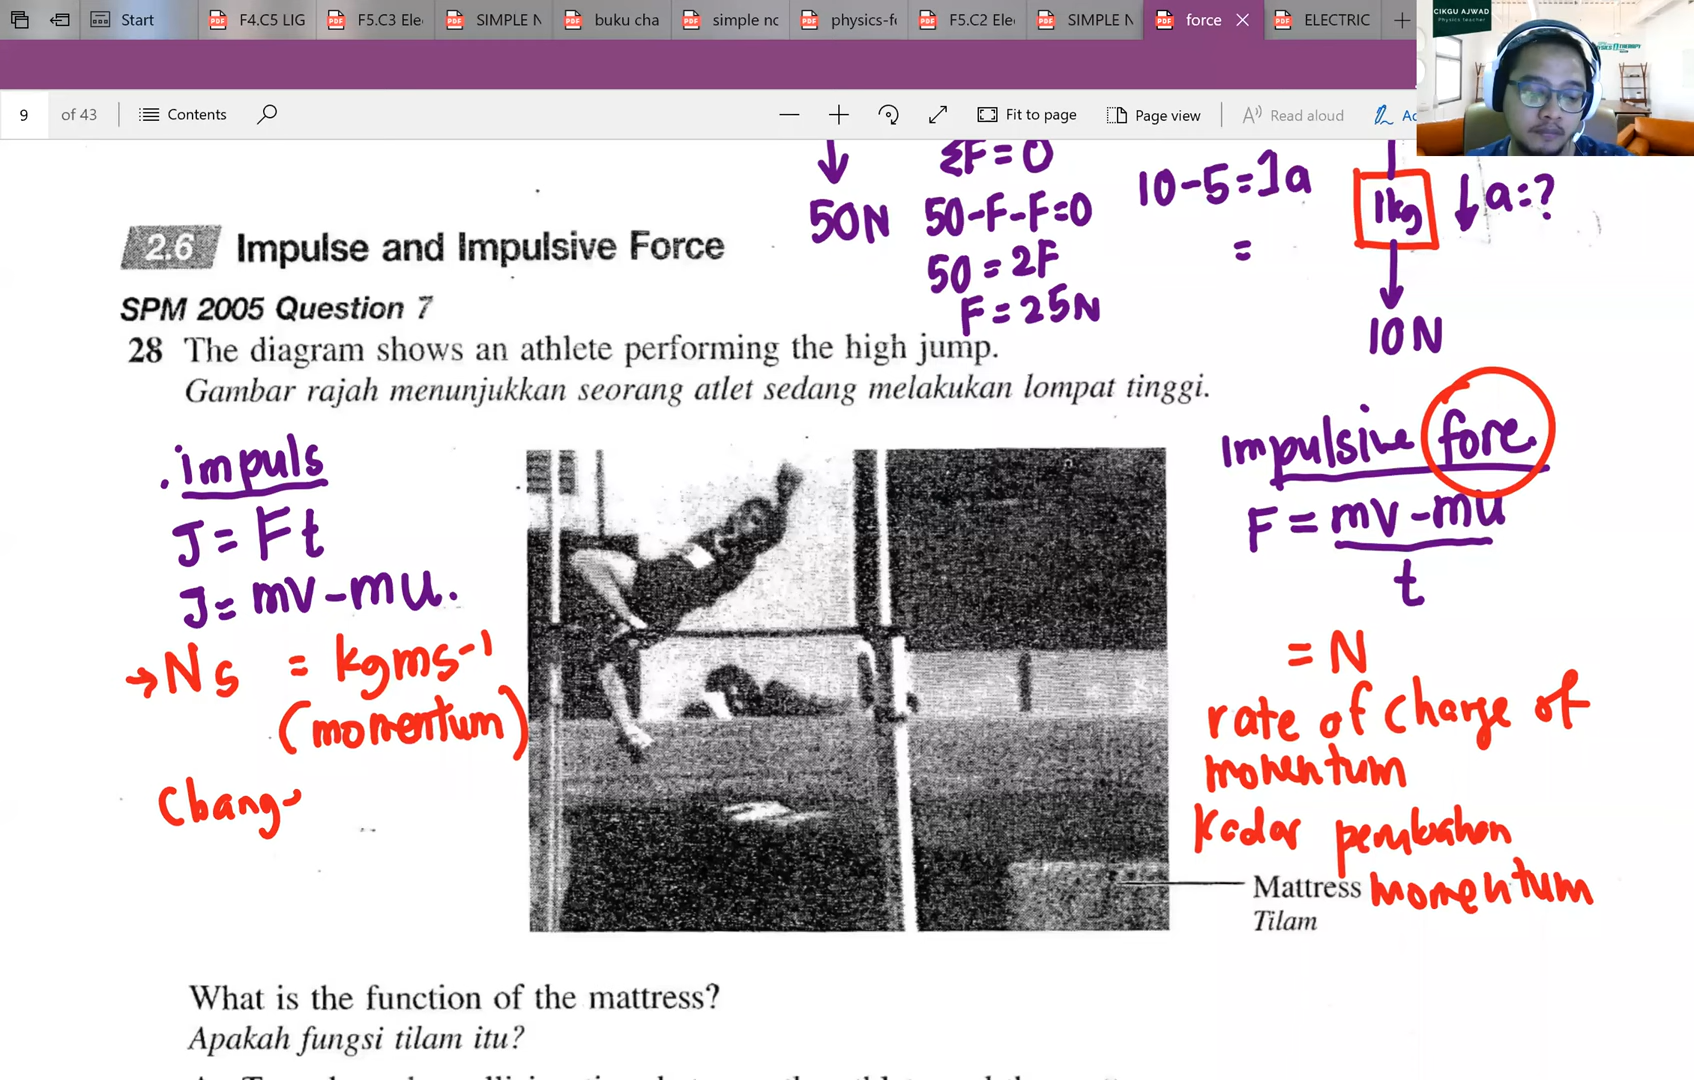 Start
F4.C5 LIG
F5.C3 Ele
SIMPLE N
buku cha
simple nc
physics-fe
F5.C2 Ele
SIMPLE N
force
ELECTRIC
CIKGU AJWAD
Physics teacher
9 of 43
Contents
Fit to page
Page view
Read aloud
ΣF = 0
50N
50-F-F=0
50 = 2F
F = 25N
10-5=1a
=
1kg
a=?
10N
2.6 Impulse and Impulsive Force
SPM 2005 Question 7
28 The diagram shows an athlete performing the high jump.
Gambar rajah menunjukkan seorang atlet sedang melakukan lompat tinggi.
impuls
J = Ft
J = mv-mu.
→ Ns = kgms-1
(momentum)
Chang
Impulsive fore
F = mv-mu
t
= N
rate of Change of
momentum
Kadar perubahan
momentum
Mattress
Tilam
What is the function of the mattress?
Apakah fungsi tilam itu?